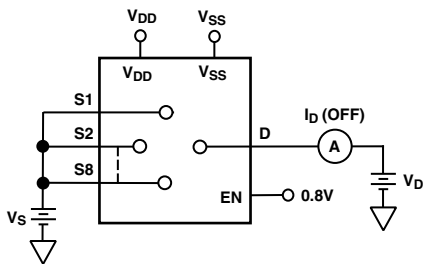 VDD VSS
VDD VSS
S1
S2
S8
D
ID (OFF)
A
EN
0.8V
VS
VD